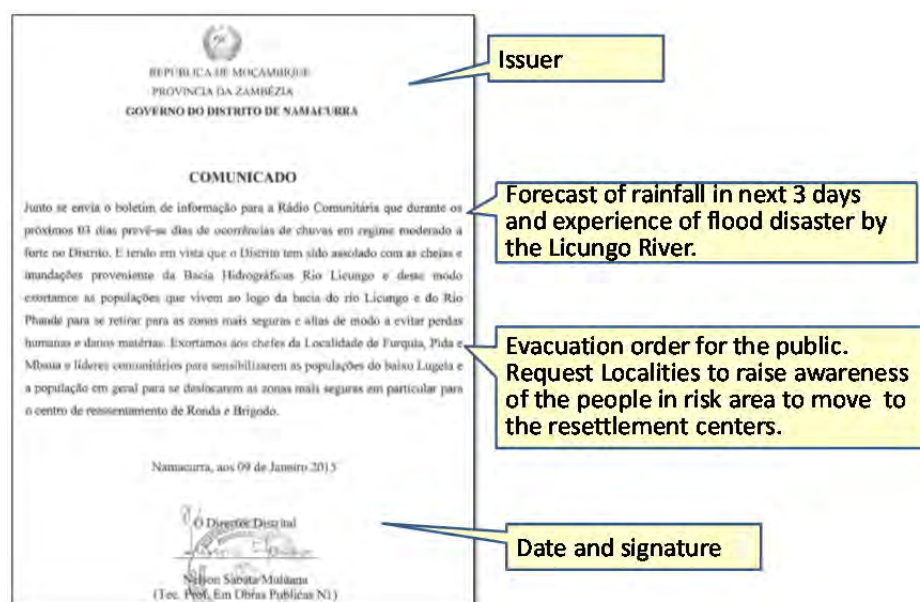 REPUBLICA DE MOÇAMBIQUE
PROVINCIA DA ZAMBÉZIA
GOVERNO DO DISTRITO DE NAMACURRA
COMUNICADO
Junto se envia o boletim de informação para a Rádio Comunitária que durante os
próximos 03 dias prevê-se dias de ocorrências de chuvas em regime moderado a
forte no Distrito. E tendo em vista que o Distrito tem sido assolado com as cheias e
inundações proveniente da Bacia Hidrográficas Rio Licungo e desse modo
exortamos as populações que vivem ao logo da bacia do rio Licungo e do Rio
Phande para se retirar para as zonas mais seguras e altas de modo a evitar perdas
humanas e danos matérias. Exortamos aos chefes da Localidade de Furquia, Pida e
Mbaua e líderes comunitários para sensibilizarem as populações do baixo Lugela e
a população em geral para se deslocarem as zonas mais seguras em particular para
o centro de reassentamento de Ronda e Brigodo.
Namacurra, aos 09 de Janeiro 2015
O Director Distrital
Nelson Sabata
(Tec. Prof. Em Obras Publicas N1)
Issuer
Forecast of rainfall in next 3 days
and experience of flood disaster by
the Licungo River.
Evacuation order for the public.
Request Localities to raise awareness
of the people in risk area to move to
the resettlement centers.
Date and signature